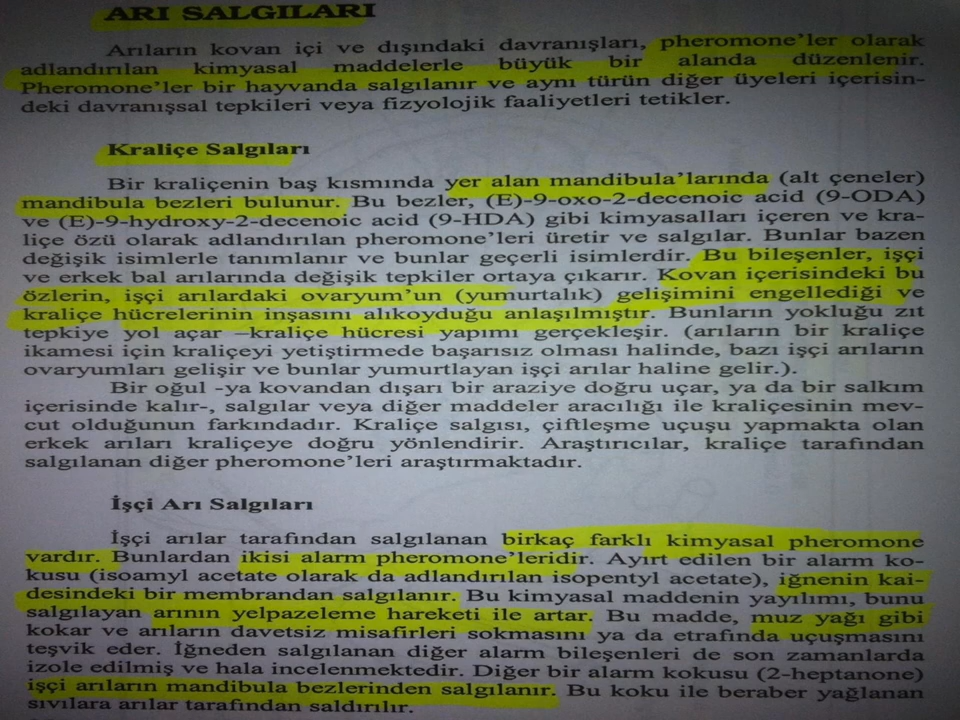 ARI SALGILARI
Arıların kovan içi ve dışındaki davranışları, pheromone’ler olarak
adlandırılan kimyasal maddelerle büyük bir alanda düzenlenir.
Pheromone’ler bir hayvanda salgılanır ve aynı türün diğer üyeleri içerisin-
deki davranışsal tepkileri veya fizyolojik faaliyetleri tetikler.
Kraliçe Salgıları
Bir kraliçenin baş kısmında yer alan mandibula’larında (alt çeneler)
mandibula bezleri bulunur. Bu bezler, (E)-9-oxo-2-decenoic acid (9-ODA)
ve (E)-9-hydroxy-2-decenoic acid (9-HDA) gibi kimyasalları içeren ve kra-
liçe özü olarak adlandırılan pheromone’leri üretir ve salgılar. Bunlar bazen
değişik isimlerle tanımlanır ve bunlar geçerli isimlerdir. Bu bileşenler, işçi
ve erkek bal arılarında değişik tepkiler ortaya çıkarır. Kovan içerisindeki bu
özlerin, işçi arılardaki ovaryum’un (yumurtalık) gelişimini engellediği ve
kraliçe hücrelerinin inşasını alıkoyduğu anlaşılmıştır. Bunların yokluğu zıt
tepkiye yol açar –kraliçe hücresi yapımı gerçekleşir. (arıların bir kraliçe
ikamesi için kraliçeyi yetiştirmede başarısız olması halinde, bazı işçi arıların
ovaryumları gelişir ve bunlar yumurtlayan işçi arılar haline gelir.).
Bir oğul -ya kovandan dışarı bir araziye doğru uçar, ya da bir salkım
içerisinde kalır-, salgılar veya diğer maddeler aracılığı ile kraliçesinin mev-
cut olduğunun farkındadır. Kraliçe salgısı, çiftleşme uçuşu yapmakta olan
erkek arıları kraliçeye doğru yönlendirir. Araştırıcılar, kraliçe tarafından
salgılanan diğer pheromone’leri araştırmaktadır.
İşçi Arı Salgıları
İşçi arılar tarafından salgılanan birkaç farklı kimyasal pheromone
vardır. Bunlardan ikisi alarm pheromone’leridir. Ayırt edilen bir alarm ko-
kusu (isoamyl acetate olarak da adlandırılan isopentyl acetate), iğnenin kai-
desindeki bir membrandan salgılanır. Bu kimyasal maddenin yayılımı, bunu
salgılayan arının yelpazeleme hareketi ile artar. Bu madde, muz yağı gibi
kokar ve arıların davetsiz misafirleri sokmasını ya da etrafında uçuşmasını
teşvik eder. İğneden salgılanan diğer alarm bileşenleri de son zamanlarda
izole edilmiş ve hala incelenmektedir. Diğer bir alarm kokusu (2-heptanone)
işçi arıların mandibula bezlerinden salgılanır. Bu koku ile beraber yağlanan
sıvılara arılar tarafından saldırılır.